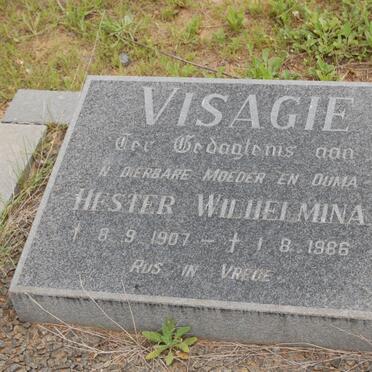 VISAGIE
Ter Gedagtenis aan
'N DIERBARE MOEDER EN OUMA
HESTER WILHELMINA
† 8.9.1907 — † 1.8.1986
RUS IN VREDE